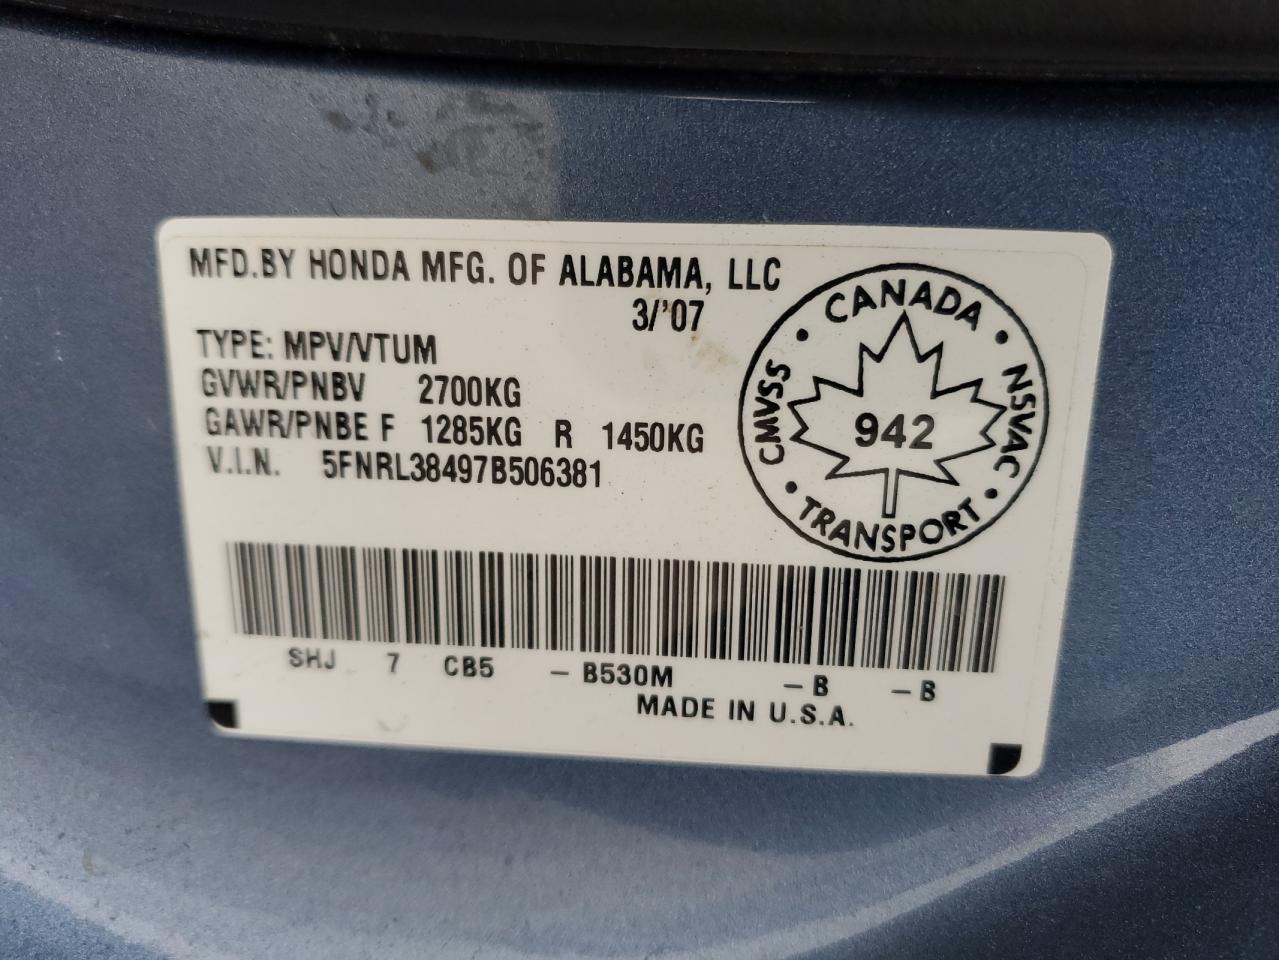 MFD.BY HONDA MFG. OF ALABAMA, LLC
3/'07
TYPE: MPV/VTUM
GVWR/PNBV 2700KG
GAWR/PNBE F 1285KG R 1450KG
V.I.N. 5FNRL38497B506381
CANADA
CMVSS
NSVAC
942
TRANSPORT
SHJ 7 CB5 - B530M - B - B
MADE IN U.S.A.